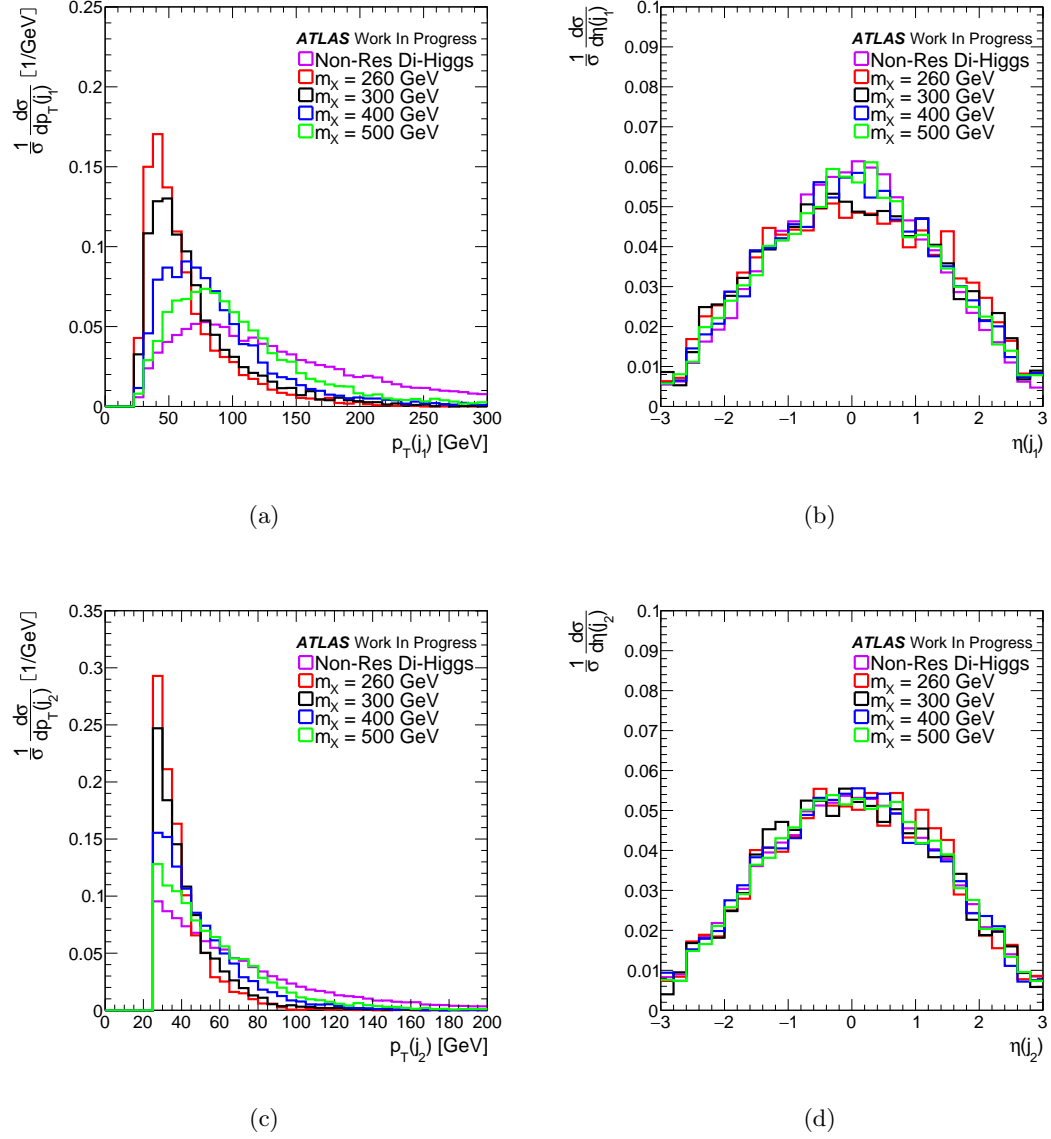 0.25
0.2
0.15
0.1
0.05
0
0 50 100 150 200 250 300
p_T(j_1) [GeV]
1/σ dσ/dp_T(j_1) [1/GeV]
ATLAS Work In Progress
Non-Res Di-Higgs
m_X = 260 GeV
m_X = 300 GeV
m_X = 400 GeV
m_X = 500 GeV
(a)
0.1
0.09
0.08
0.07
0.06
0.05
0.04
0.03
0.02
0.01
0
−3 −2 −1 0 1 2 3
η(j_1)
1/σ dσ/dη(j_1)
ATLAS Work In Progress
Non-Res Di-Higgs
m_X = 260 GeV
m_X = 300 GeV
m_X = 400 GeV
m_X = 500 GeV
(b)
0.35
0.3
0.25
0.2
0.15
0.1
0.05
0
0 20 40 60 80 100 120 140 160 180 200
p_T(j_2) [GeV]
1/σ dσ/dp_T(j_2) [1/GeV]
ATLAS Work In Progress
Non-Res Di-Higgs
m_X = 260 GeV
m_X = 300 GeV
m_X = 400 GeV
m_X = 500 GeV
(c)
0.1
0.09
0.08
0.07
0.06
0.05
0.04
0.03
0.02
0.01
0
−3 −2 −1 0 1 2 3
η(j_2)
1/σ dσ/dη(j_2)
ATLAS Work In Progress
Non-Res Di-Higgs
m_X = 260 GeV
m_X = 300 GeV
m_X = 400 GeV
m_X = 500 GeV
(d)